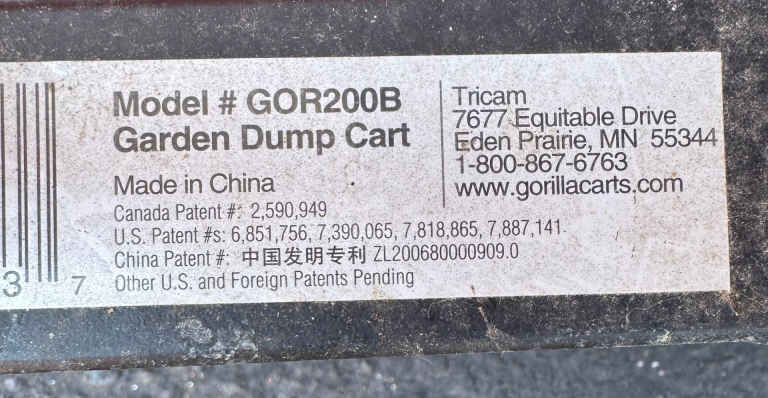 Model # GOR200B
Garden Dump Cart
Made in China
Canada Patent #: 2,590,949
U.S. Patent #s: 6,851,756, 7,390,065, 7,818,865, 7,887,141.
China Patent #: 中国发明专利 ZL200680000909.0
Other U.S. and Foreign Patents Pending
Tricam
7677 Equitable Drive
Eden Prairie, MN 55344
1-800-867-6763
www.gorillacarts.com
3 7